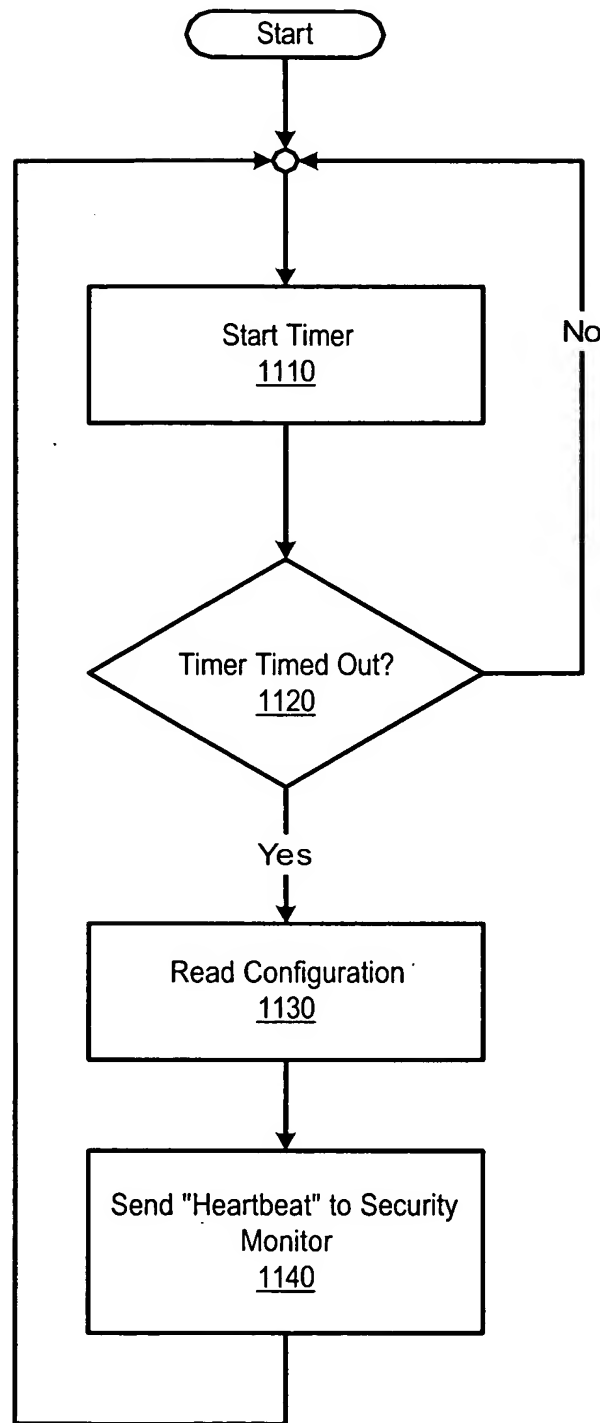 Start
Start Timer
1110
No
Timer Timed Out?
1120
Yes
Read Configuration
1130
Send "Heartbeat" to Security
Monitor
1140